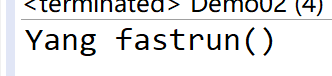 <terminated> Demo02 (4)
Yang fastrun()